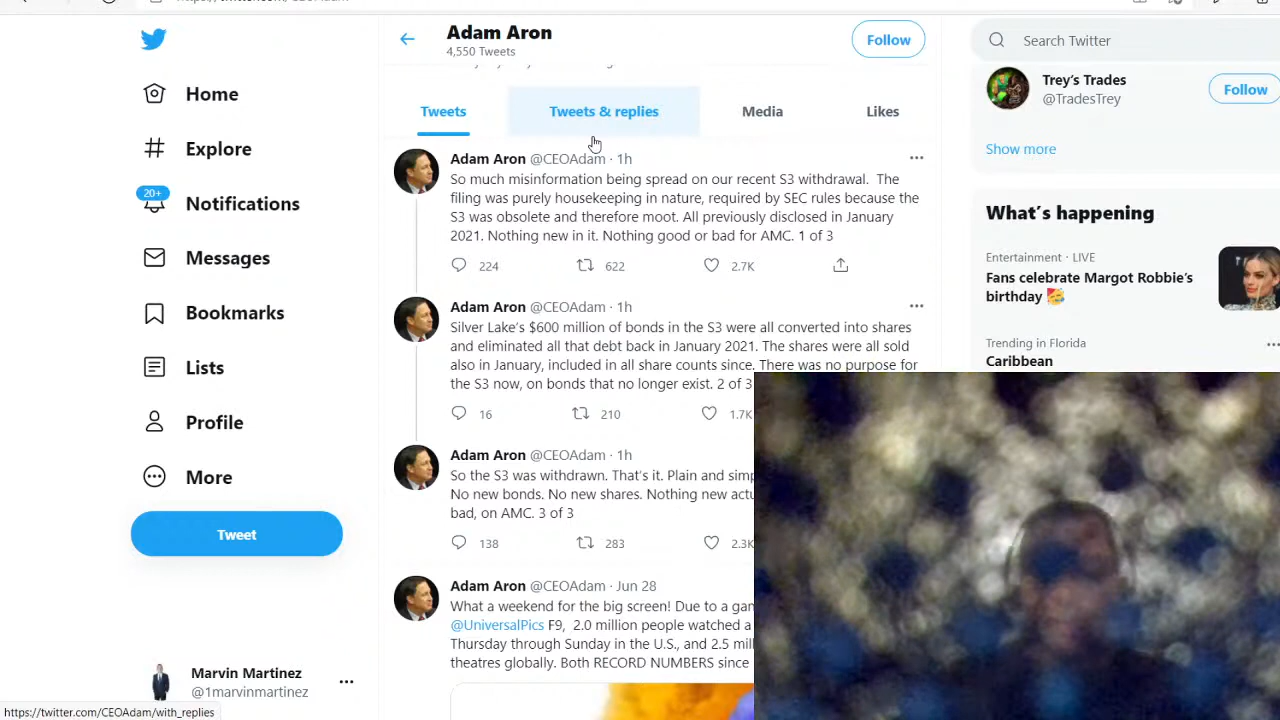 Adam Aron
4,550 Tweets
Follow
Search Twitter
Home
Explore
20+
Notifications
Messages
Bookmarks
Lists
Profile
More
Tweet
Marvin Martinez
@1marvinmartinez
https://twitter.com/CEOAdam/with_replies
Tweets
Tweets & replies
Media
Likes
Adam Aron @CEOAdam · 1h
So much misinformation being spread on our recent S3 withdrawal. The
filing was purely housekeeping in nature, required by SEC rules because the
S3 was obsolete and therefore moot. All previously disclosed in January
2021. Nothing new in it. Nothing good or bad for AMC. 1 of 3
224 622 2.7K
Adam Aron @CEOAdam · 1h
Silver Lake's $600 million of bonds in the S3 were all converted into shares
and eliminated all that debt back in January 2021. The shares were all sold
also in January, included in all share counts since. There was no purpose for
the S3 now, on bonds that no longer exist. 2 of 3
16 210 1.7K
Adam Aron @CEOAdam · 1h
So the S3 was withdrawn. That's it. Plain and simp
No new bonds. No new shares. Nothing new actu
bad, on AMC. 3 of 3
138 283 2.3K
Adam Aron @CEOAdam · Jun 28
What a weekend for the big screen! Due to a gan
@UniversalPics F9, 2.0 million people watched a
Thursday through Sunday in the U.S., and 2.5 mill
theatres globally. Both RECORD NUMBERS since
Trey's Trades
@TradesTrey
Follow
Show more
What's happening
Entertainment · LIVE
Fans celebrate Margot Robbie's
birthday
Trending in Florida
Caribbean